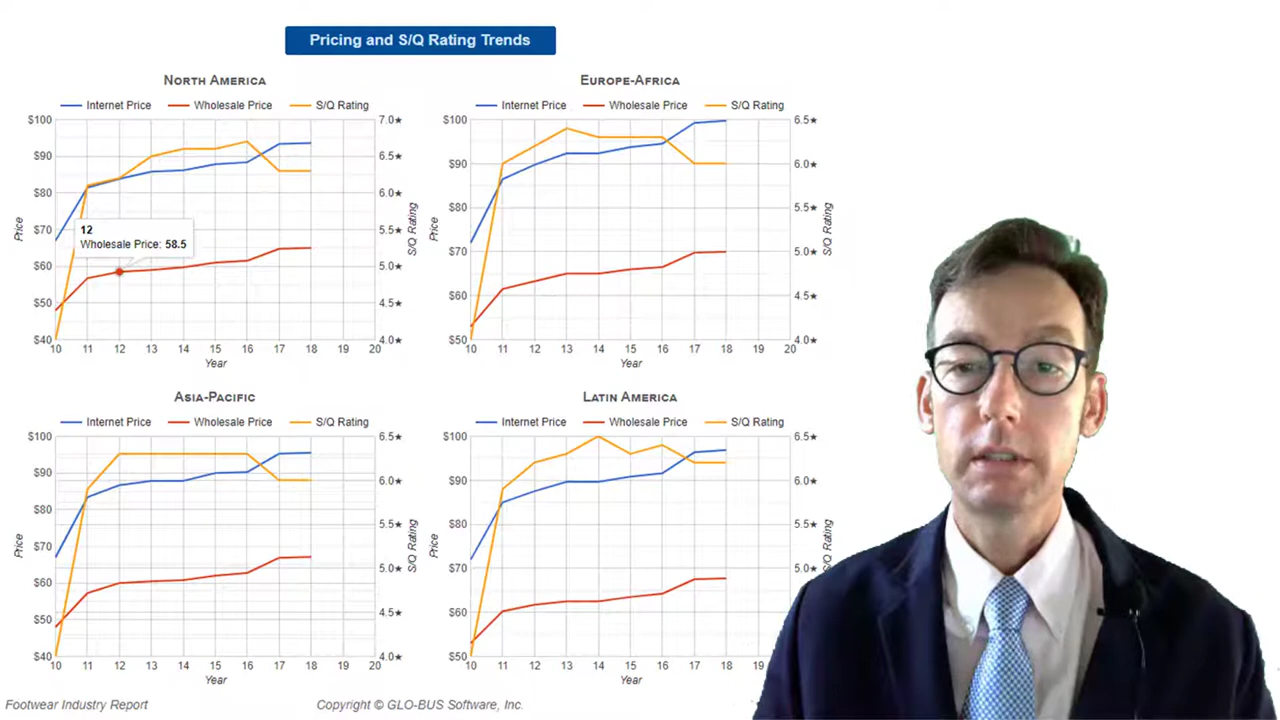 Pricing and S/Q Rating Trends
NORTH AMERICA
Internet Price Wholesale Price S/Q Rating
$100
$90
$80
$70
$60
$50
$40
Price
7.0★
6.5★
6.0★
5.5★
5.0★
4.5★
4.0★
S/Q Rating
12
Wholesale Price: 58.5
10 11 12 13 14 15 16 17 18 19 20
Year
EUROPE-AFRICA
Internet Price Wholesale Price S/Q Rating
$100
$90
$80
$70
$60
$50
Price
6.5★
6.0★
5.5★
5.0★
4.5★
4.0★
S/Q Rating
10 11 12 13 14 15 16 17 18 19 20
Year
ASIA-PACIFIC
Internet Price Wholesale Price S/Q Rating
$100
$90
$80
$70
$60
$50
$40
Price
6.5★
6.0★
5.5★
5.0★
4.5★
4.0★
S/Q Rating
10 11 12 13 14 15 16 17 18 19 20
Year
LATIN AMERICA
Internet Price Wholesale Price S/Q Rating
$100
$90
$80
$70
$60
$50
Price
6.5★
6.0★
5.5★
5.0★
S/Q Rating
10 11 12 13 14 15 16 17 18 19
Year
Footwear Industry Report
Copyright © GLO-BUS Software, Inc.